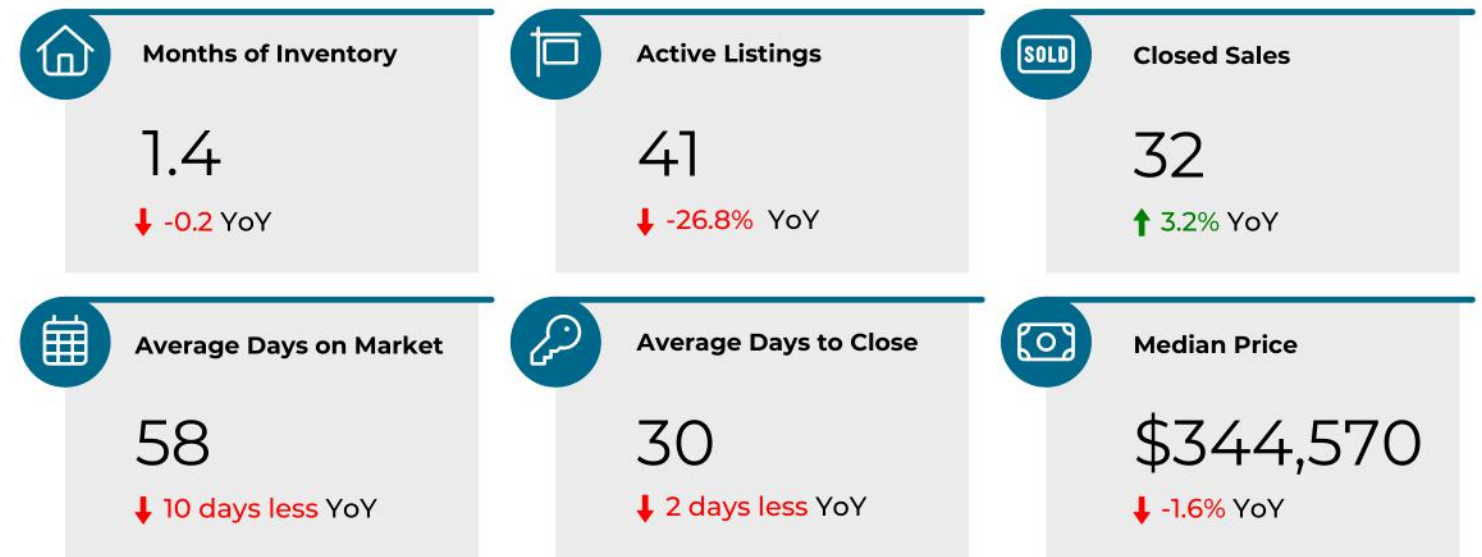 Months of Inventory
1.4
-0.2 YoY
Active Listings
41
-26.8% YoY
SOLD
Closed Sales
32
3.2% YoY
Average Days on Market
58
10 days less YoY
Average Days to Close
30
2 days less YoY
Median Price
$344,570
-1.6% YoY